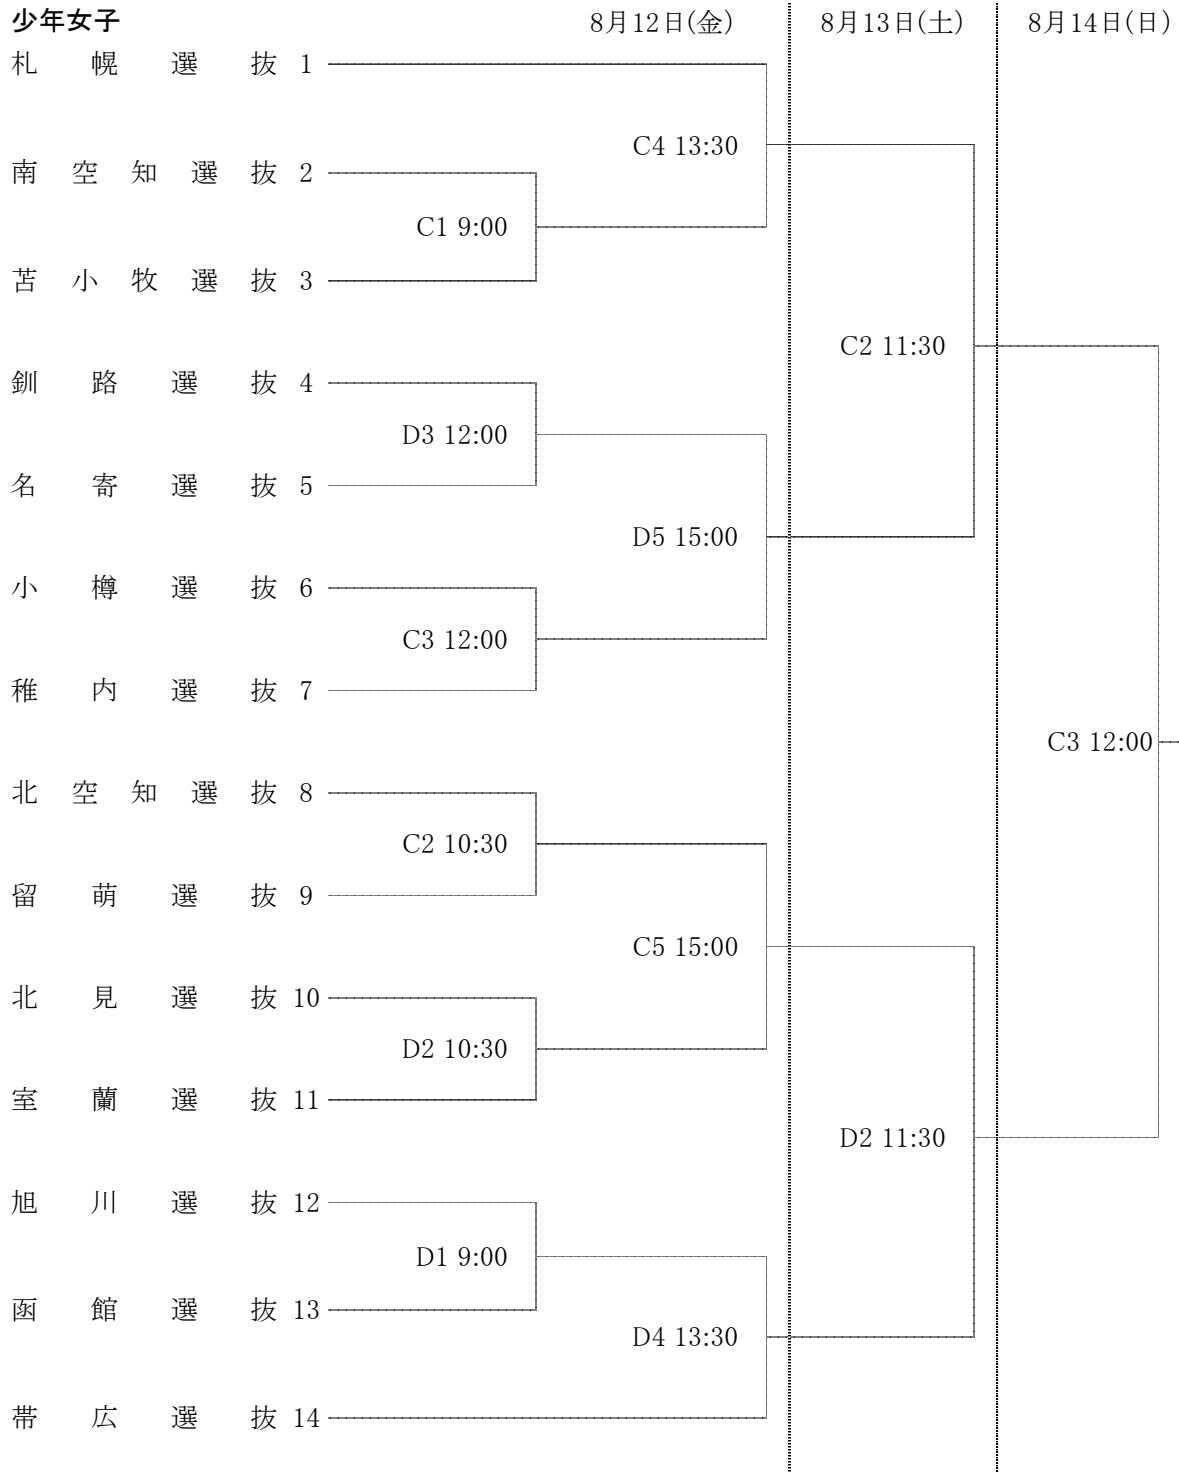 少年女子 8月12日(金) 8月13日(土) 8月14日(日)
札幌選抜 1
C4 13:30
南空知選抜 2
C1 9:00
苫小牧選抜 3
C2 11:30
釧路選抜 4
D3 12:00
名寄選抜 5
D5 15:00
小樽選抜 6
C3 12:00
稚内選抜 7
C3 12:00
北空知選抜 8
C2 10:30
留萌選抜 9
C5 15:00
北見選抜 10
D2 10:30
室蘭選抜 11
D2 11:30
旭川選抜 12
D1 9:00
函館選抜 13
D4 13:30
帯広選抜 14